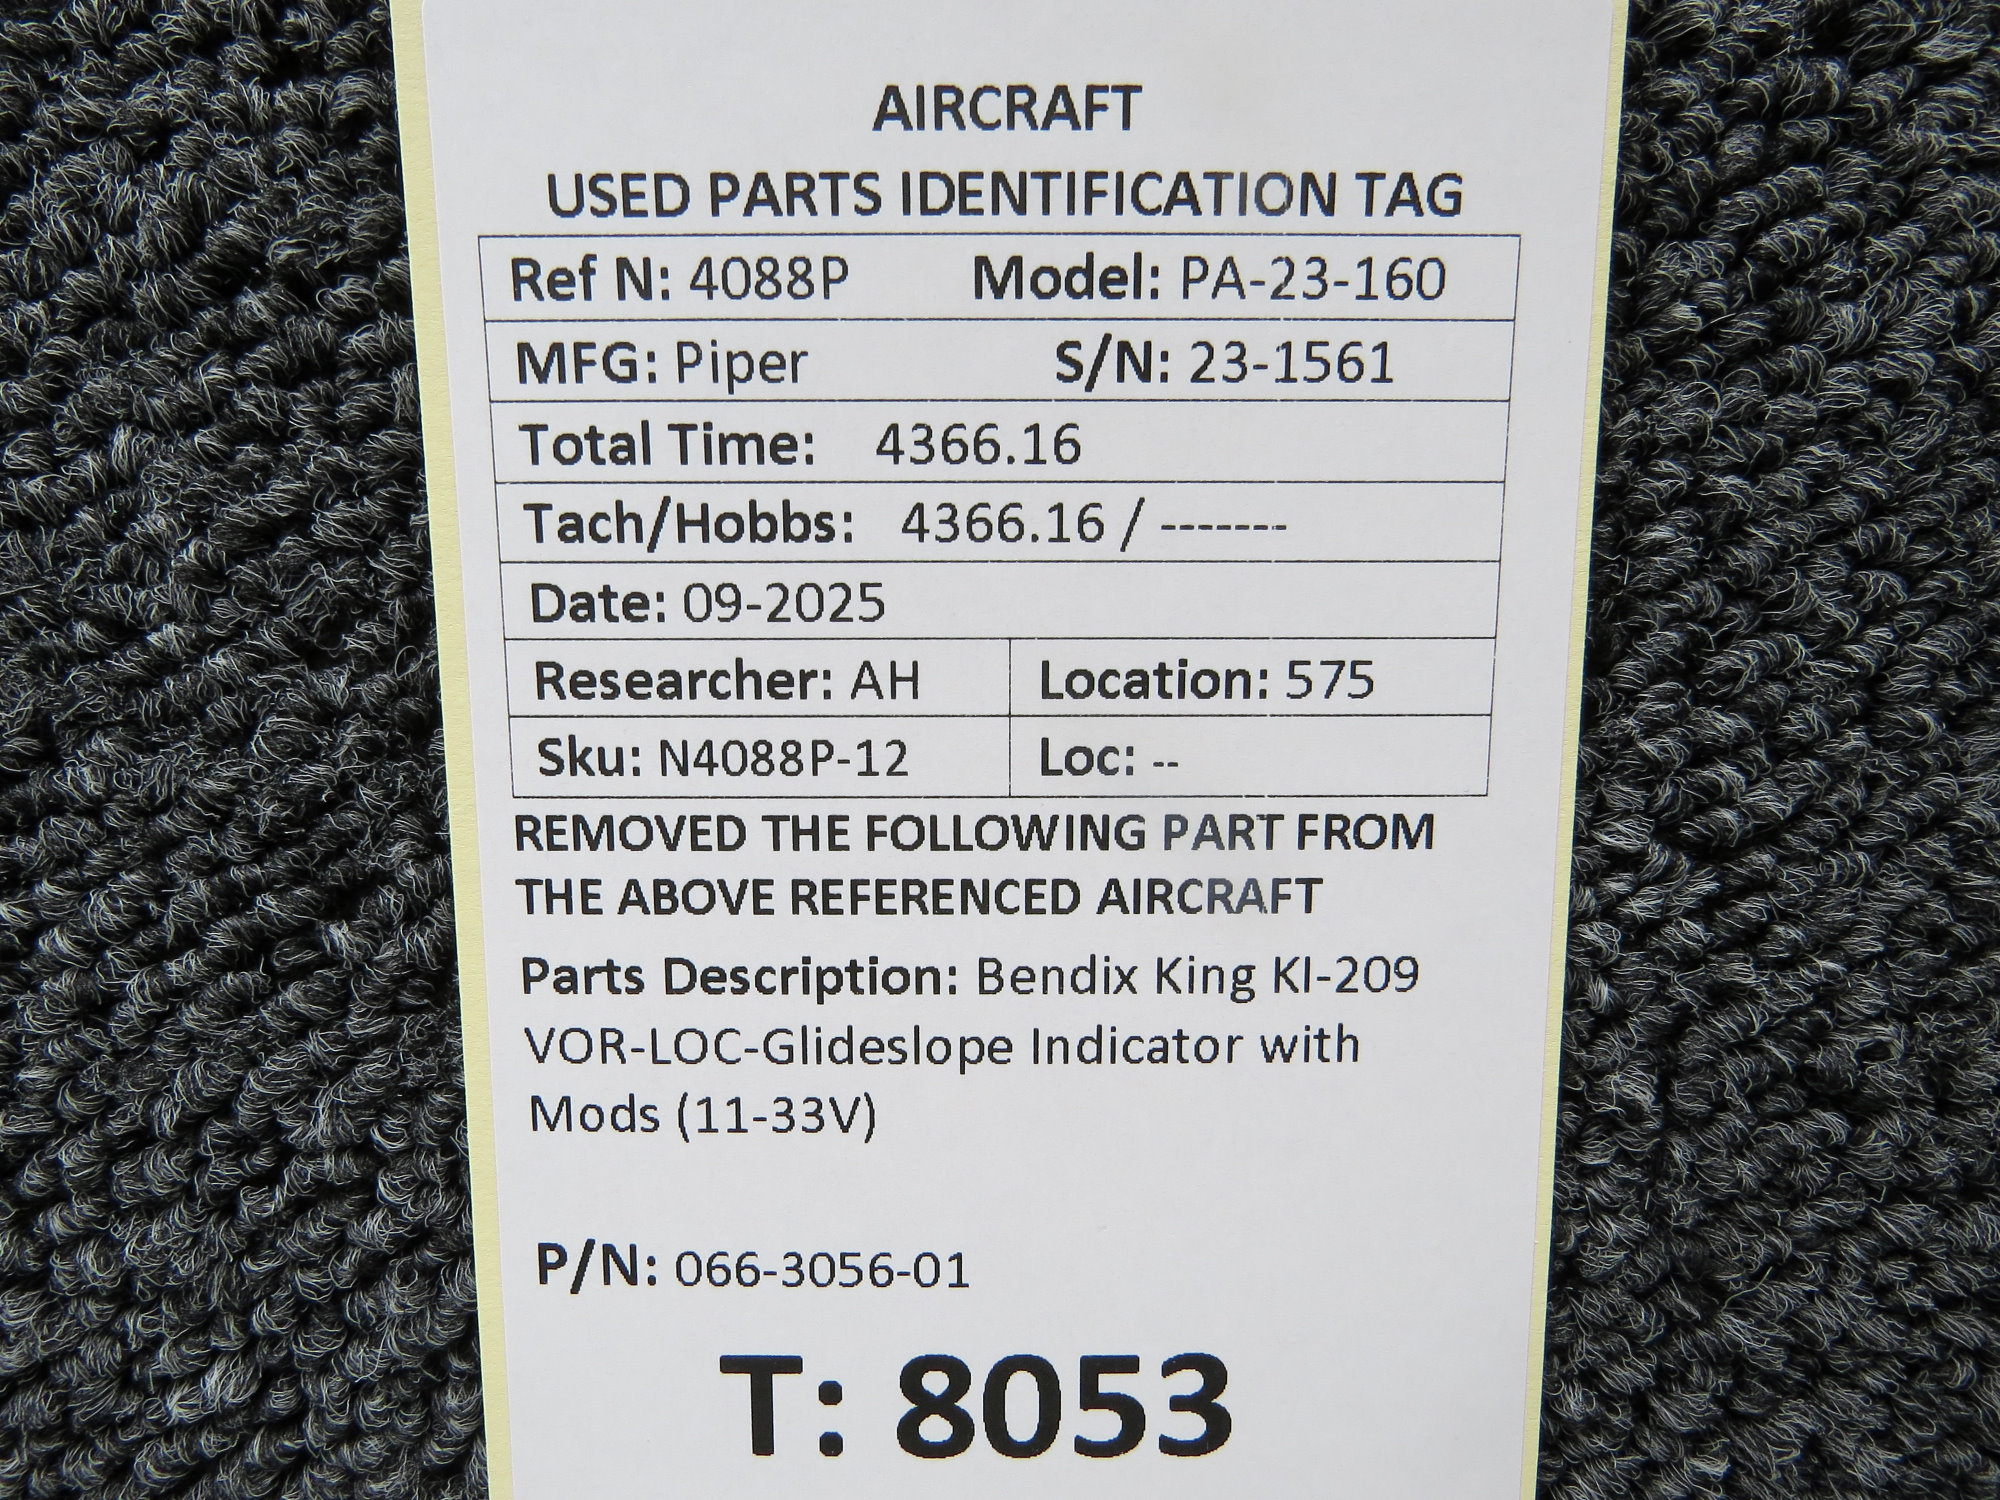 AIRCRAFT
USED PARTS IDENTIFICATION TAG
Ref N: 4088P Model: PA-23-160
MFG: Piper S/N: 23-1561
Total Time: 4366.16
Tach/Hobbs: 4366.16 / -------
Date: 09-2025
Researcher: AH Location: 575
Sku: N4088P-12 Loc: --
REMOVED THE FOLLOWING PART FROM
THE ABOVE REFERENCED AIRCRAFT
Parts Description: Bendix King KI-209
VOR-LOC-Glideslope Indicator with
Mods (11-33V)
P/N: 066-3056-01
T: 8053